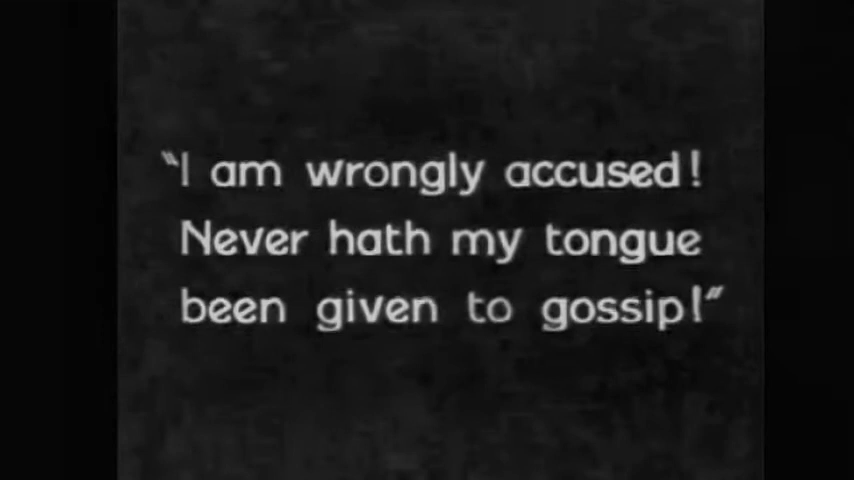 "I am wrongly accused!
Never hath my tongue
been given to gossip!"